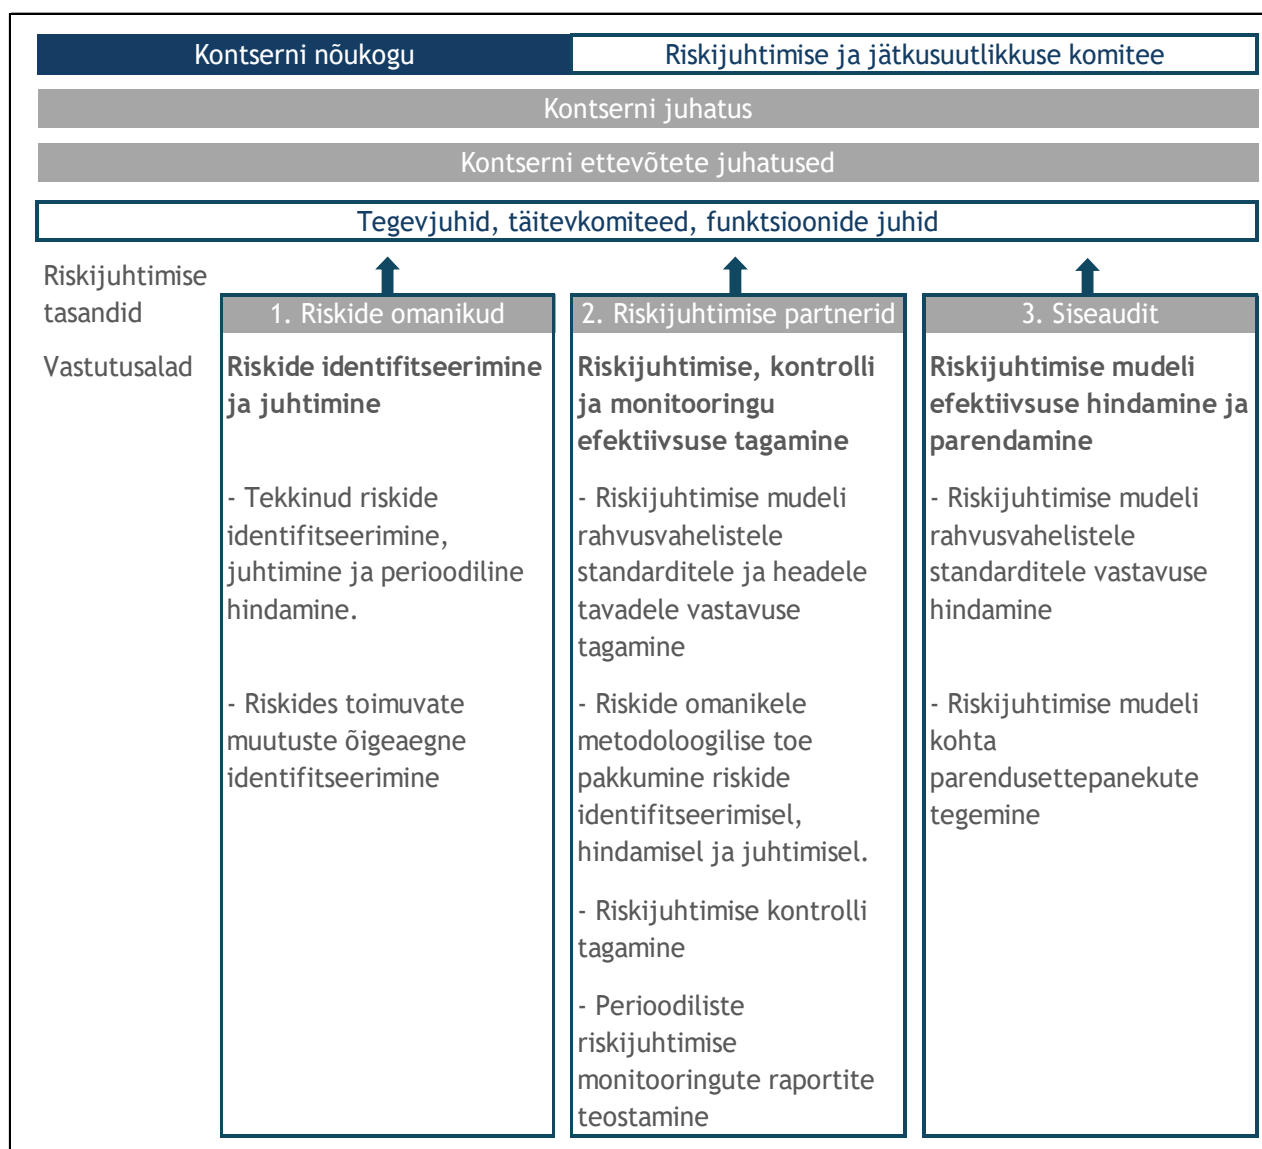 Kontserni nõukogu
Riskijuhtimise ja jätkusuutlikkuse komitee
Kontserni juhatus
Kontserni ettevõtete juhatused
Tegevjuhid, täitevkomiteed, funktsioonide juhid
Riskijuhtimise
tasandid
1. Riskide omanikud
2. Riskijuhtimise partnerid
3. Siseaudit
Vastutusalad
Riskide identifitseerimine
ja juhtimine
- Tekkinud riskide
identifitseerimine,
juhtimine ja perioodiline
hindamine.
- Riskides toimuvate
muutuste õigeaegne
identifitseerimine
Riskijuhtimise, kontrolli
ja monitooringu
efektiivsuse tagamine
- Riskijuhtimise mudeli
rahvusvahelistele
standarditele ja headele
tavadele vastavuse
tagamine
- Riskide omanikele
metodoloogilise toe
pakkumine riskide
identifitseerimisel,
hindamisel ja juhtimisel.
- Riskijuhtimise kontrolli
tagamine
- Perioodiliste
riskijuhtimise
monitooringute raportite
teostamine
Riskijuhtimise mudeli
efektiivsuse hindamine ja
parendamine
- Riskijuhtimise mudeli
rahvusvahelistele
standarditele vastavuse
hindamine
- Riskijuhtimise mudeli
kohta
parendusettepanekute
tegemine